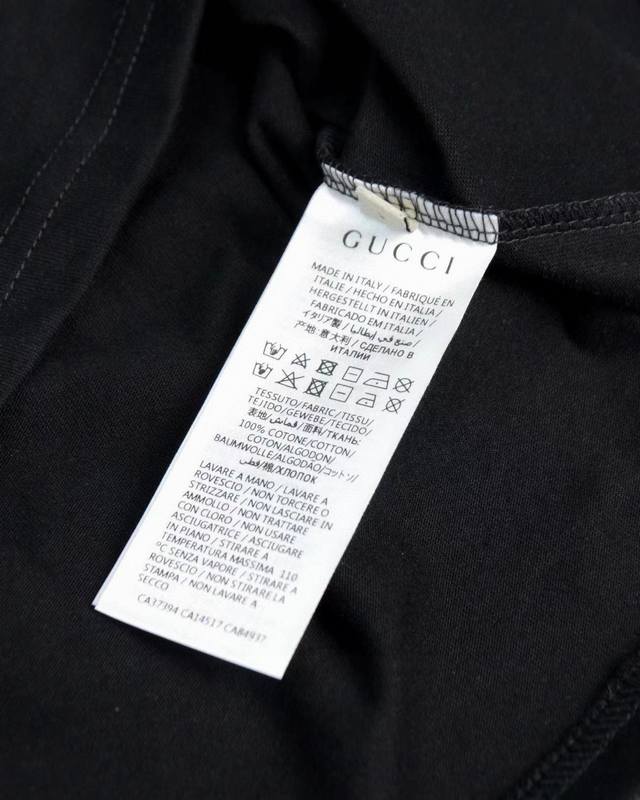 GUCCI
MADE IN ITALY / FABRIQUÉ EN
ITALIE / HECHO EN ITALIA /
HERGESTELLT IN ITALIEN /
FABRICADO EM ITALIA /
イタリア製 / صنع في إيطاليا /
产地: 意大利 / СДЕЛАНО В
ИТАЛИИ
TESSUTO/FABRIC/TISSU/
TEJIDO/GEWEBE/TECIDO/
表地/قماش/面料/ТКАНЬ:
100% COTONE/COTTON/
COTON/ALGODON/
BAUMWOLLE/ALGODAO/コットン/
قطن/棉/ХЛОПОК
LAVARE A MANO / LAVARE A
ROVESCIO / NON TORCERE O
STRIZZARE / NON LASCIARE IN
AMMOLLO / NON TRATTARE
CON CLORO / NON USARE
ASCIUGATRICE / ASCIUGARE
IN PIANO / STIRARE A
TEMPERATURA MASSIMA 110
°C SENZA VAPORE / STIRARE A
ROVESCIO / NON STIRARE LA
STAMPA / NON LAVARE A
SECCO
CA37394 CA14517 CA84937